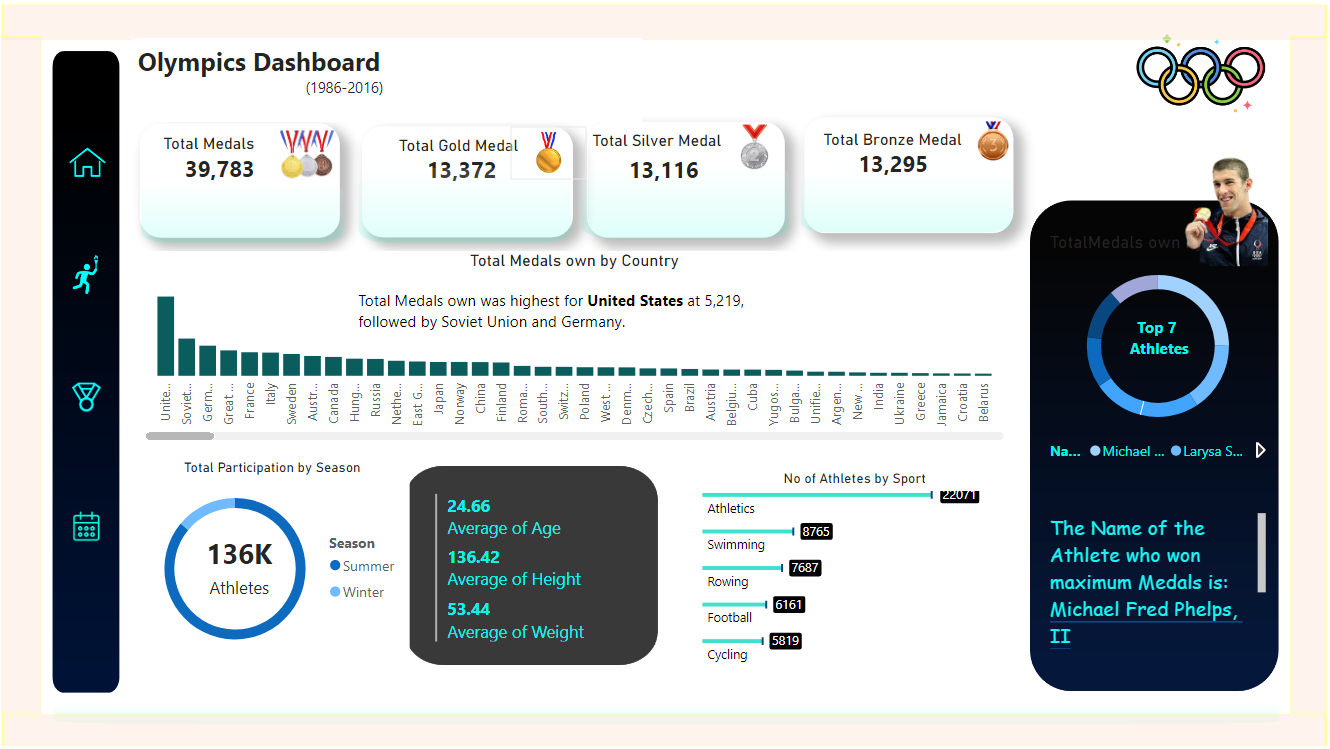 Olympics Dashboard
(1986-2016)
Total Medals
39,783
Total Gold Medal
13,372
Total Silver Medal
13,116
2
Total Bronze Medal
13,295
3
Total Medals own by Country
Total Medals own was highest for United States at 5,219,
followed by Soviet Union and Germany.
Unite...
Soviet...
Germ...
Great ...
France
Italy
Sweden
Austr...
Canada
Hung...
Russia
Nethe...
East G...
Japan
Norway
China
Finland
Roma...
South...
Switz...
Poland
West ...
Denm...
Czech...
Spain
Brazil
Austria
Belgiu...
Cuba
Yugos...
Bulga...
Unifie...
Argen...
New ...
India
Ukraine
Greece
Jamaica
Croatia
Belarus
Total Participation by Season
136K
Athletes
Season
Summer
Winter
24.66
Average of Age
136.42
Average of Height
53.44
Average of Weight
No of Athletes by Sport
22071
Athletics
8765
Swimming
7687
Rowing
6161
Football
5819
Cycling
TotalMedals own
Top 7
Athletes
Na... Michael ... Larysa S...
The Name of the
Athlete who won
maximum Medals is:
Michael Fred Phelps,
II